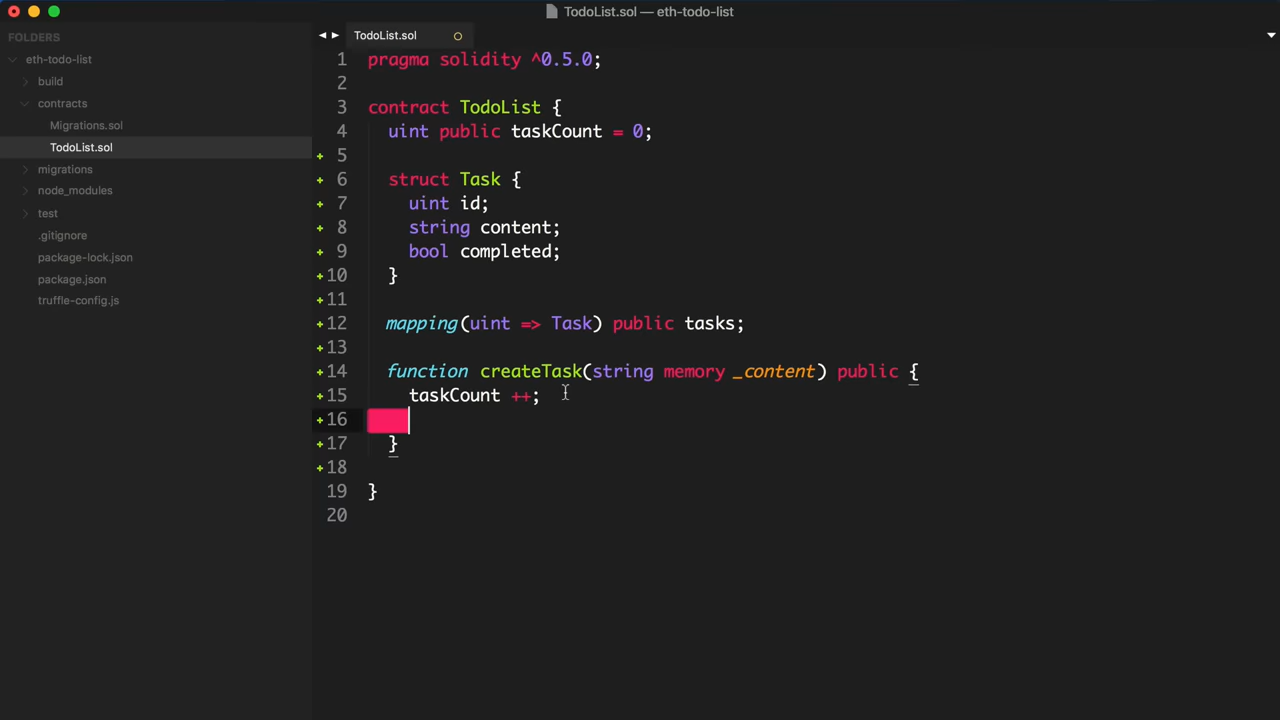 TodoList.sol — eth-todo-list
FOLDERS
eth-todo-list
build
contracts
Migrations.sol
TodoList.sol
migrations
node_modules
test
.gitignore
package-lock.json
package.json
truffle-config.js
TodoList.sol
1 pragma solidity ^0.5.0;
2
3 contract TodoList {
4 uint public taskCount = 0;
5
6 struct Task {
7 uint id;
8 string content;
9 bool completed;
10 }
11
12 mapping(uint => Task) public tasks;
13
14 function createTask(string memory _content) public {
15 taskCount ++;
16
17 }
18
19 }
20